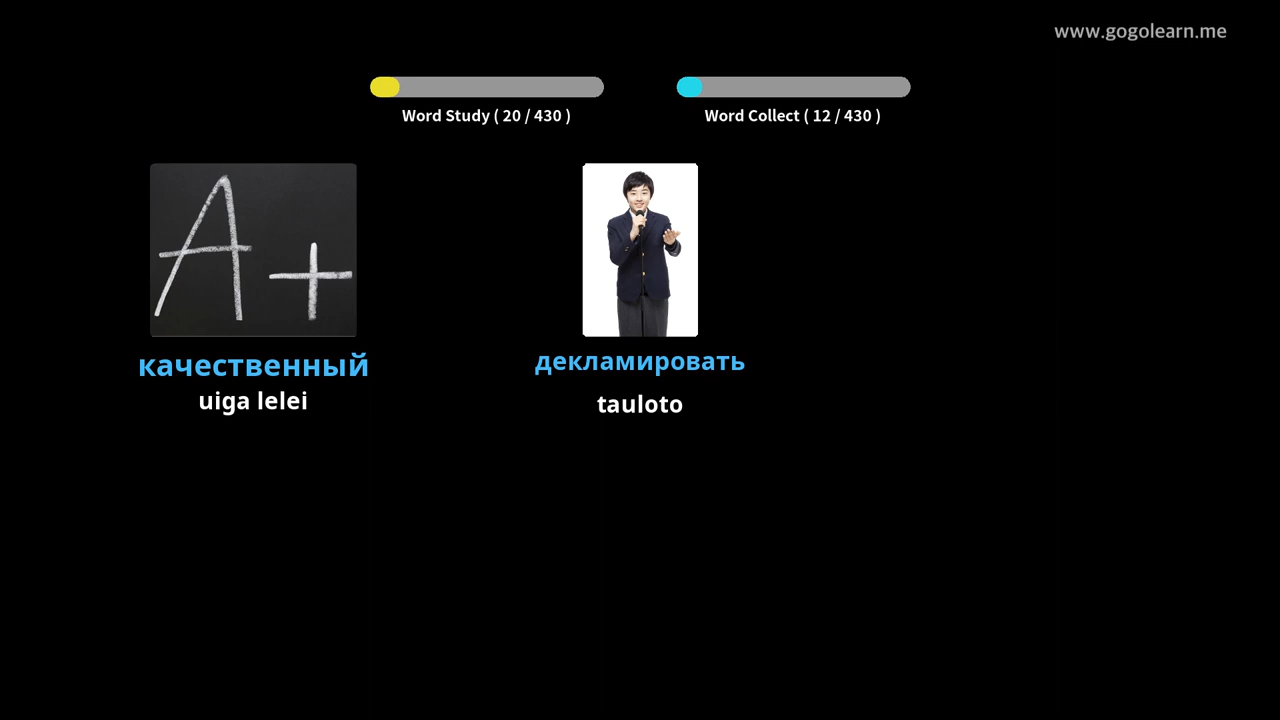 www.gogolearn.me
Word Study ( 20 / 430 )
Word Collect ( 12 / 430 )
A+
качественный
uiga lelei
декламировать
tauloto